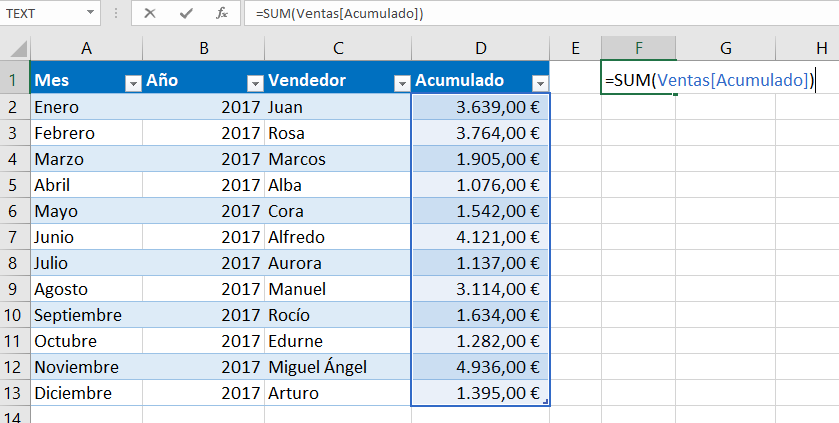 TEXT =SUM(Ventas[Acumulado])
A B C D E F G H
1 Mes Año Vendedor Acumulado =SUM(Ventas[Acumulado])
2 Enero 2017 Juan 3.639,00 €
3 Febrero 2017 Rosa 3.764,00 €
4 Marzo 2017 Marcos 1.905,00 €
5 Abril 2017 Alba 1.076,00 €
6 Mayo 2017 Cora 1.542,00 €
7 Junio 2017 Alfredo 4.121,00 €
8 Julio 2017 Aurora 1.137,00 €
9 Agosto 2017 Manuel 3.114,00 €
10 Septiembre 2017 Rocío 1.634,00 €
11 Octubre 2017 Edurne 1.282,00 €
12 Noviembre 2017 Miguel Ángel 4.936,00 €
13 Diciembre 2017 Arturo 1.395,00 €
14